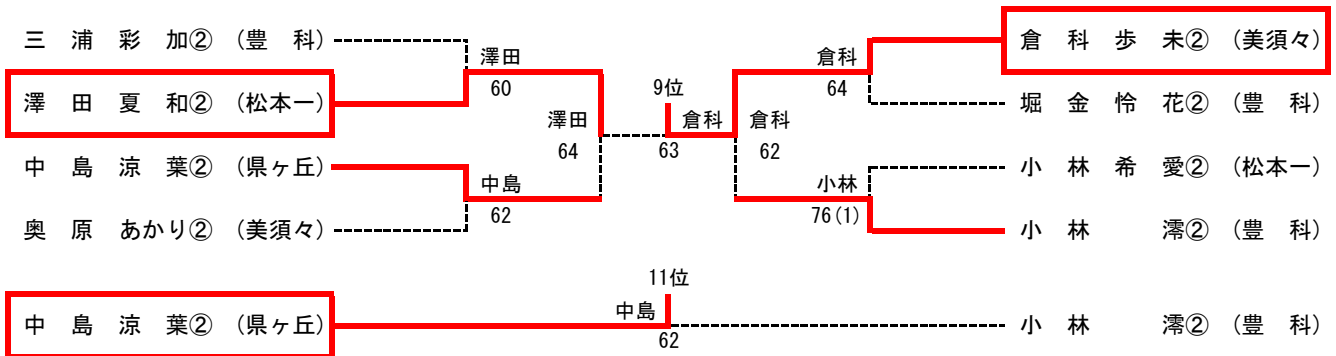 三 浦 彩 加② (豊 科)
澤 田 夏 和② (松本一)
中 島 涼 葉② (県ヶ丘)
奥 原 あかり② (美須々)
澤田
60
中島
62
澤田
64
9位
倉科
63
倉科
62
倉科
64
小林
76(1)
倉 科 歩 未② (美須々)
堀 金 怜 花② (豊 科)
小 林 希 愛② (松本一)
小 林 澪② (豊 科)
中 島 涼 葉② (県ヶ丘)
中島
11位
62
小 林 澪② (豊 科)